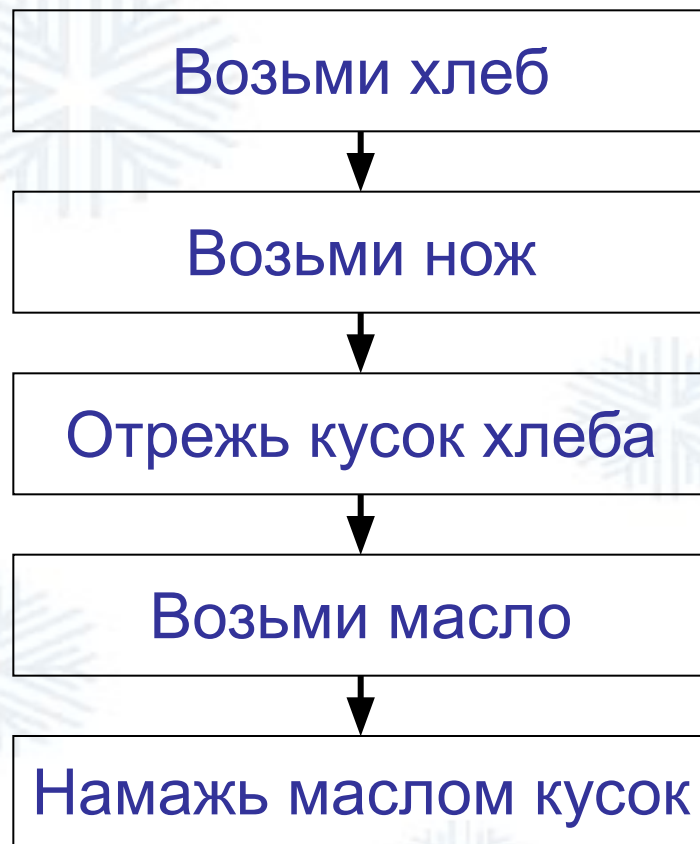 Возьми хлеб
Возьми нож
Отрежь кусок хлеба
Возьми масло
Намажь маслом кусок